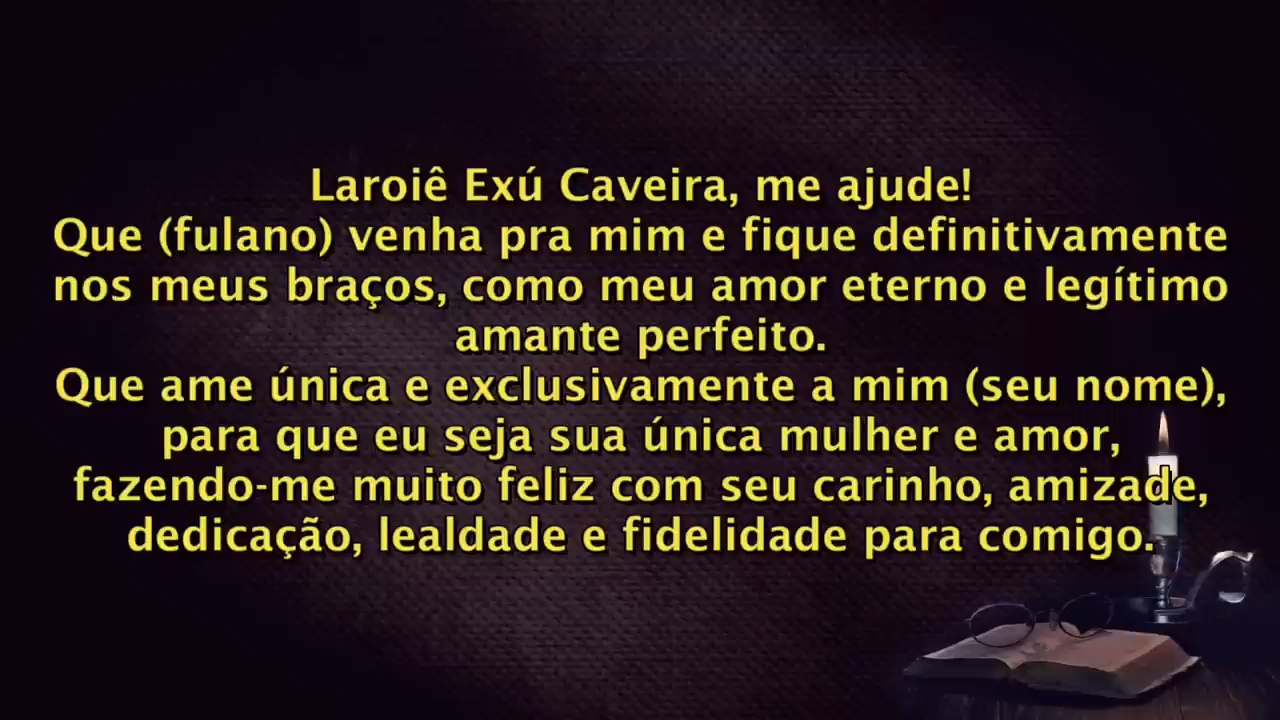 Laroiê Exú Caveira, me ajude!
Que (fulano) venha pra mim e fique definitivamente
nos meus braços, como meu amor eterno e legítimo
amante perfeito.
Que ame única e exclusivamente a mim (seu nome),
para que eu seja sua única mulher e amor,
fazendo-me muito feliz com seu carinho, amizade,
dedicação, lealdade e fidelidade para comigo.